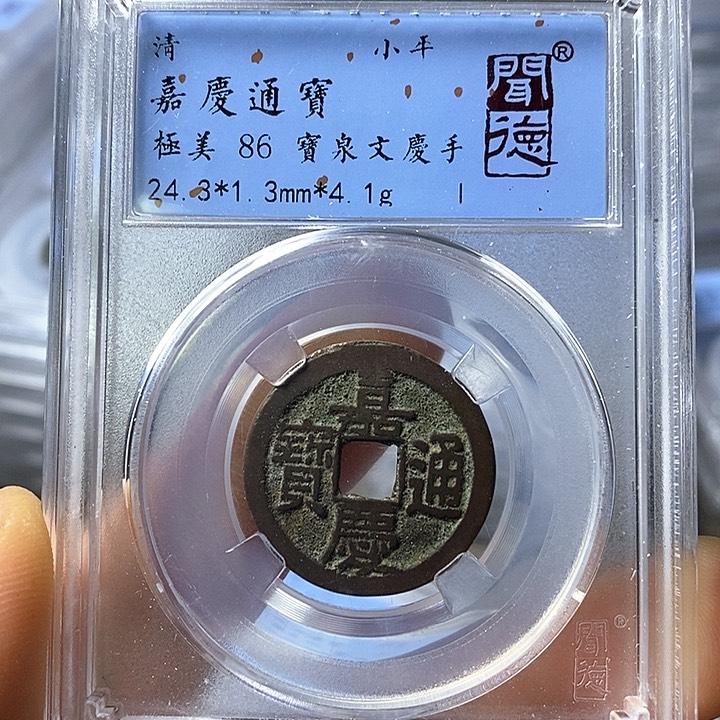 清 小平
嘉慶通寶
極美 86 寶泉文慶手
24.3*1.3mm*4.1g
聞德®
嘉慶通寶
聞德®